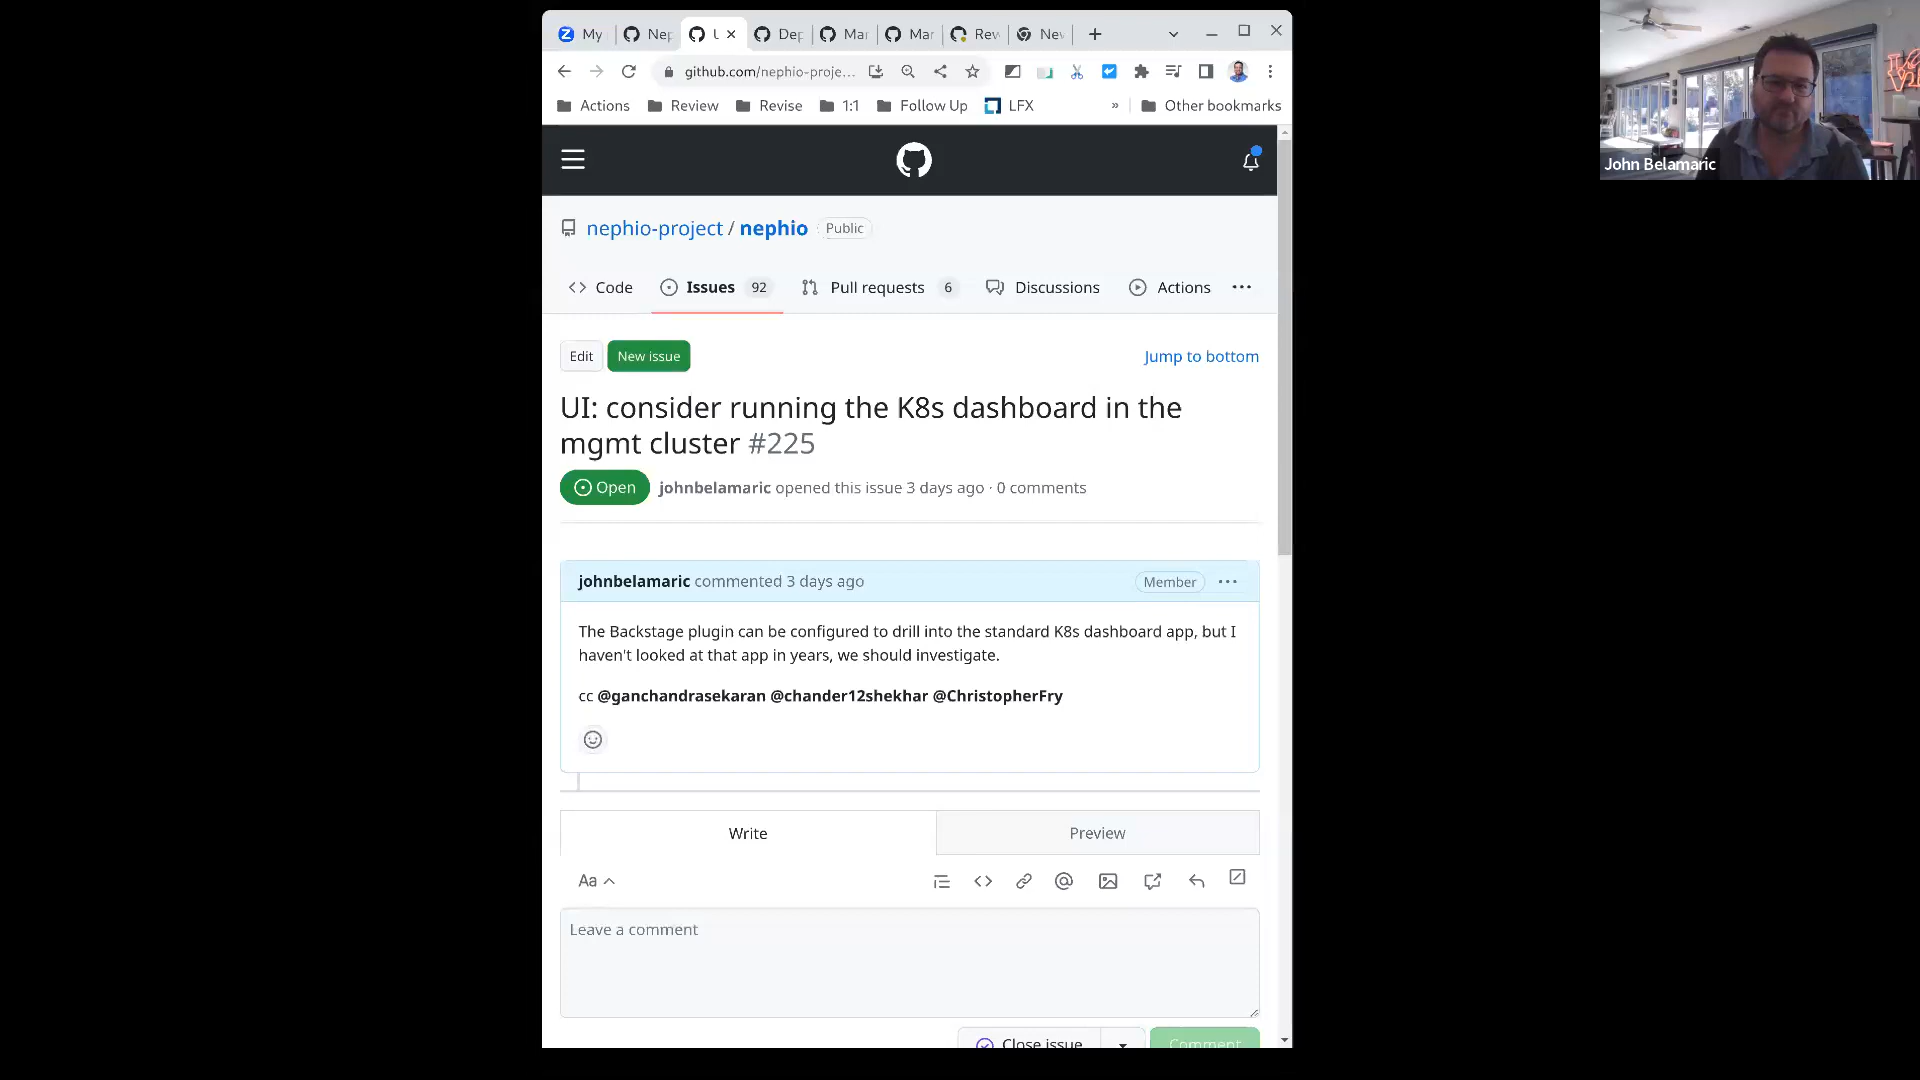 My
Nep
Dep
Mar
Mar
Rev
Nev
github.com/nephio-proje...
Actions
Review
Revise
1:1
Follow Up
LFX
»
Other bookmarks
John Belamaric
nephio-project / nephio
Public
Code
Issues 92
Pull requests 6
Discussions
Actions
Edit
New issue
Jump to bottom
UI: consider running the K8s dashboard in the
mgmt cluster #225
Open
johnbelamaric opened this issue 3 days ago · 0 comments
johnbelamaric commented 3 days ago
Member
The Backstage plugin can be configured to drill into the standard K8s dashboard app, but I
haven't looked at that app in years, we should investigate.
cc @ganchandrasekaran @chander12shekhar @ChristopherFry
Write
Preview
Aa
Leave a comment
Close issue
Comment